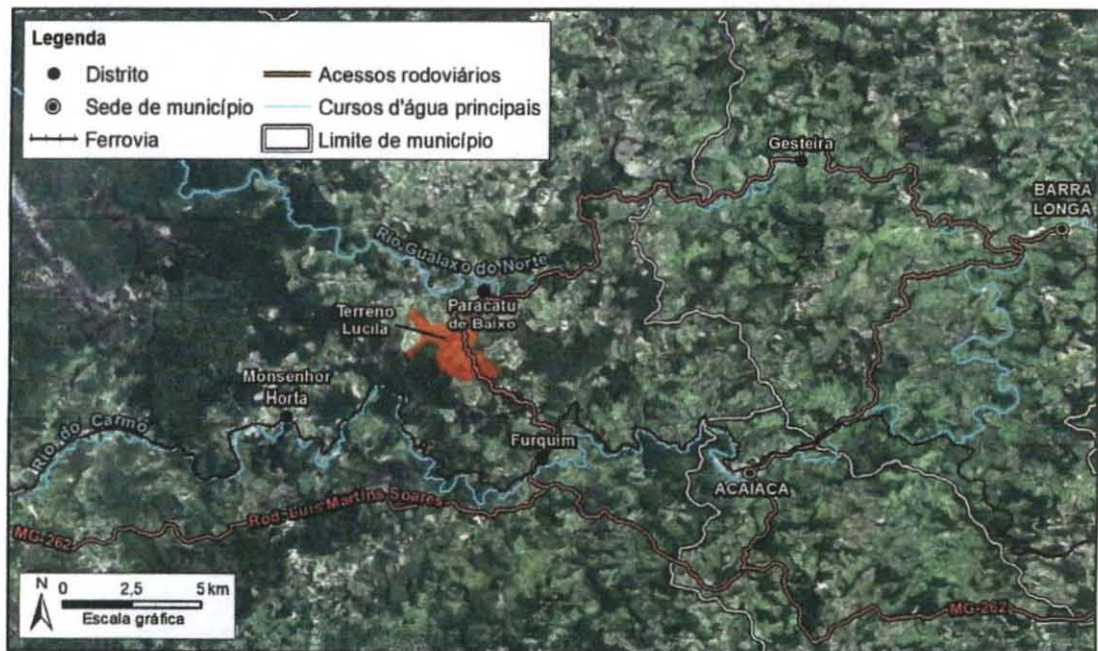 Legenda
Distrito
Sede de município
Ferrovia
Acessos rodoviários
Cursos d'água principais
Limite de município
Gesteira
BARRA
LONGA
Rio Gualaxo do Norte
Paracatu
de Baixo
Terreno
Lucila
Monsenhor
Horta
Rio do Carmo
Furquim
ACAIACA
Rod. Luis Martins Soares
MG-262
MG-262
N
0 2,5 5 km
Escala gráfica